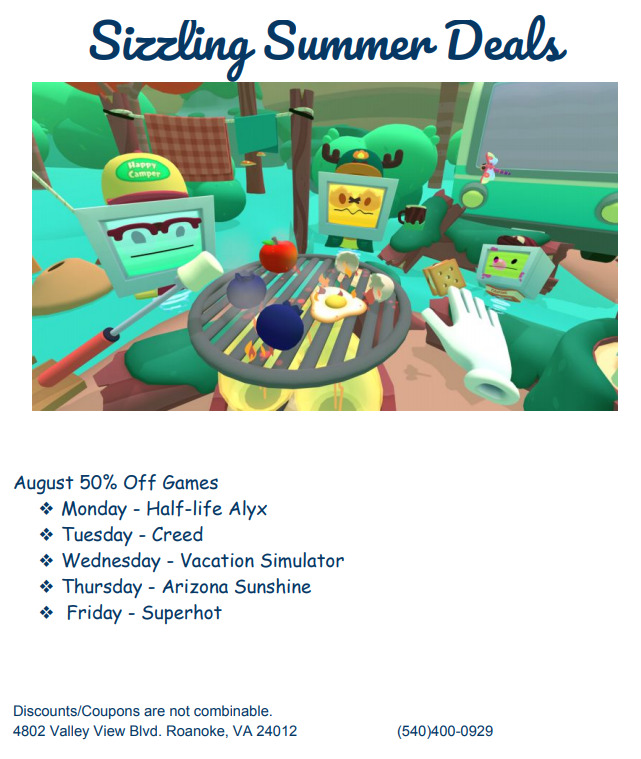 Sizzling Summer Deals
Happy
Camper
August 50% Off Games
❖ Monday - Half-life Alyx
❖ Tuesday - Creed
❖ Wednesday - Vacation Simulator
❖ Thursday - Arizona Sunshine
❖ Friday - Superhot
Discounts/Coupons are not combinable.
4802 Valley View Blvd. Roanoke, VA 24012 (540)400-0929